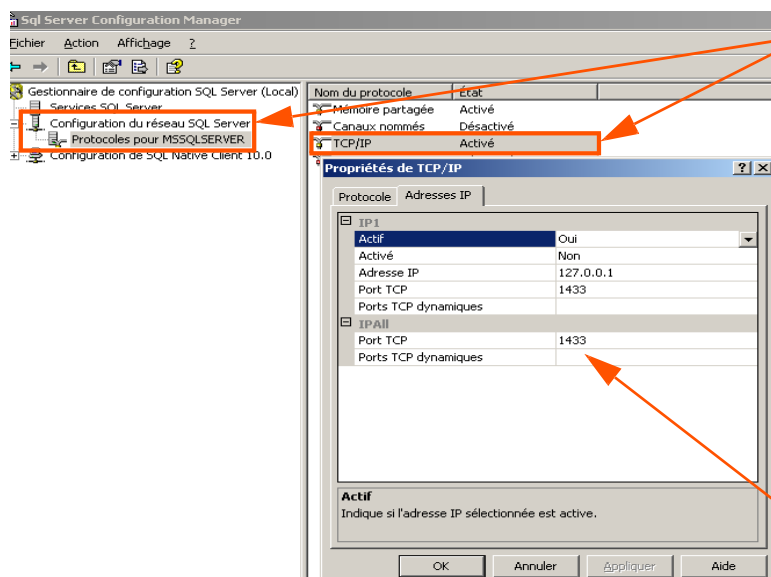 Sql Server Configuration Manager
Fichier Action Affichage ?
Gestionnaire de configuration SQL Server (Local)
Services SQL Server
Configuration du réseau SQL Server
Protocoles pour MSSQLSERVER
Configuration de SQL Native Client 10.0
Nom du protocole État
Mémoire partagée Activé
Canaux nommés Désactivé
TCP/IP Activé
Propriétés de TCP/IP
Protocole Adresses IP
IP1
Actif Oui
Activé Non
Adresse IP 127.0.0.1
Port TCP 1433
Ports TCP dynamiques
IPAll
Port TCP 1433
Ports TCP dynamiques
Actif
Indique si l'adresse IP sélectionnée est active.
OK Annuler Appliquer Aide